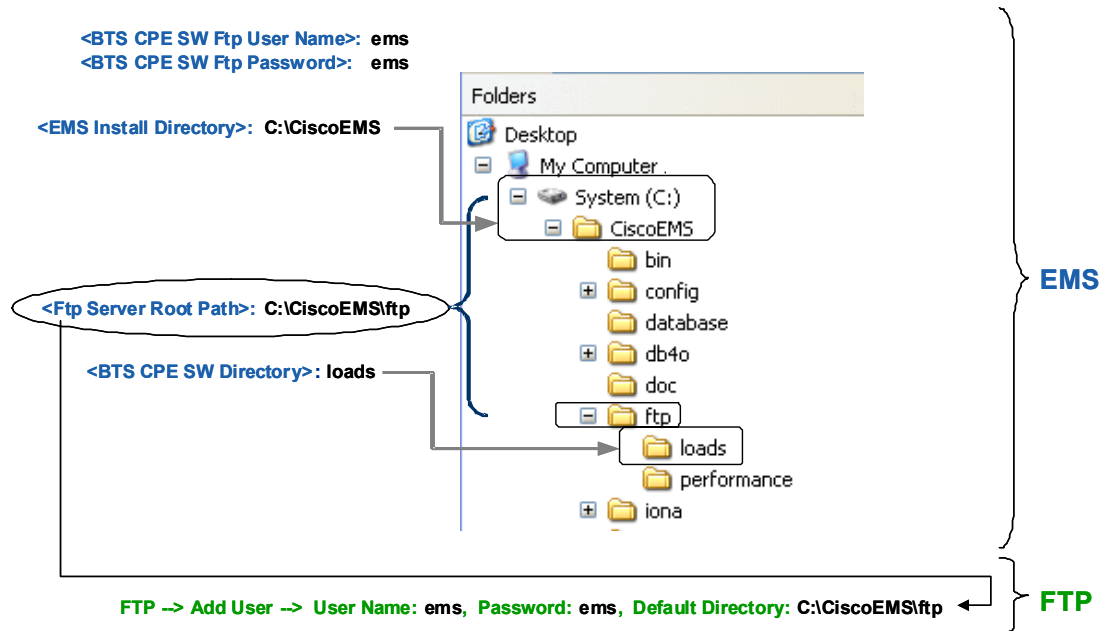 <BTS CPE SW Ftp User Name>: ems
<BTS CPE SW Ftp Password>: ems
Folders
<EMS Install Directory>: C:\CiscoEMS
Desktop
My Computer .
System (C:)
CiscoEMS
bin
EMS
config
<Ftp Server Root Path>: C:\CiscoEMS\ftp
database
db4o
<BTS CPE SW Directory>: loads
doc
ftp
loads
performance
iona
FTP --> Add User --> User Name: ems, Password: ems, Default Directory: C:\CiscoEMS\ftp
FTP